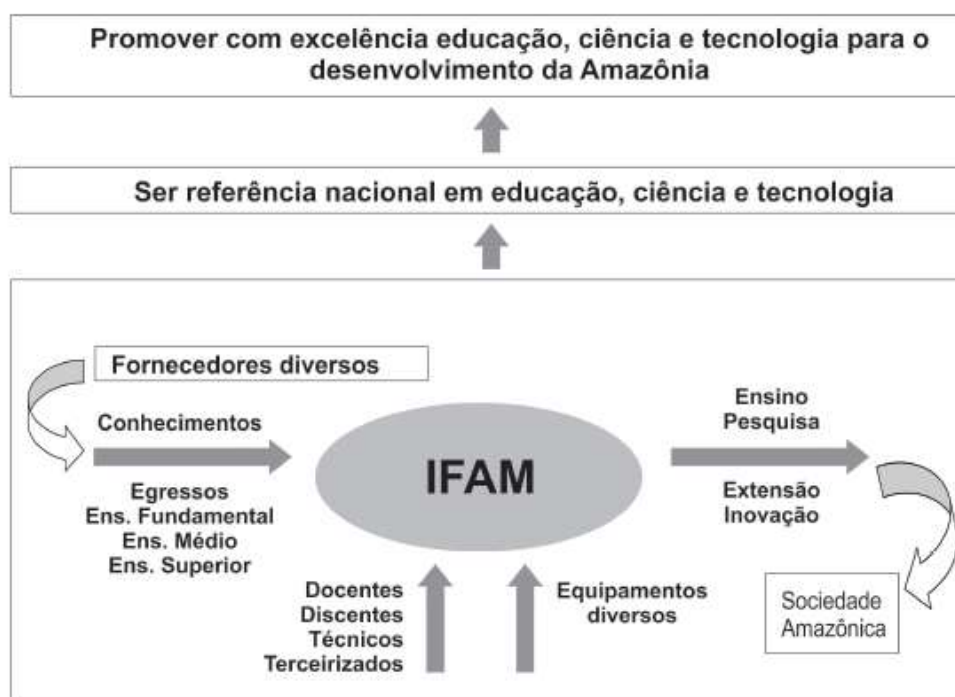 Promover com excelência educação, ciência e tecnologia para o
desenvolvimento da Amazônia
Ser referência nacional em educação, ciência e tecnologia
Fornecedores diversos
Conhecimentos
Egressos
Ens. Fundamental
Ens. Médio
Ens. Superior
IFAM
Ensino
Pesquisa
Extensão
Inovação
Docentes
Discentes
Técnicos
Terceirizados
Equipamentos
diversos
Sociedade
Amazônica